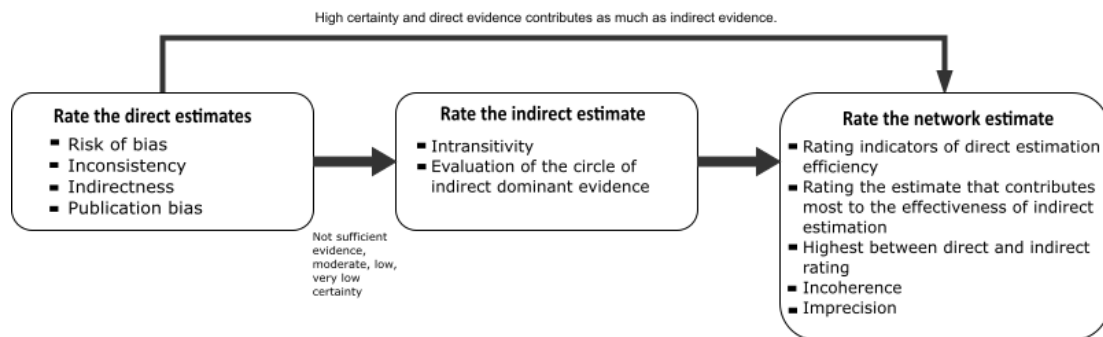 High certainty and direct evidence contributes as much as indirect evidence.
Rate the direct estimates
Risk of bias
Inconsistency
Indirectness
Publication bias
Not sufficient
evidence,
moderate, low,
very low
certainty
Rate the indirect estimate
Intransitivity
Evaluation of the circle of
indirect dominant evidence
Rate the network estimate
Rating indicators of direct estimation
efficiency
Rating the estimate that contributes
most to the effectiveness of indirect
estimation
Highest between direct and indirect
rating
Incoherence
Imprecision